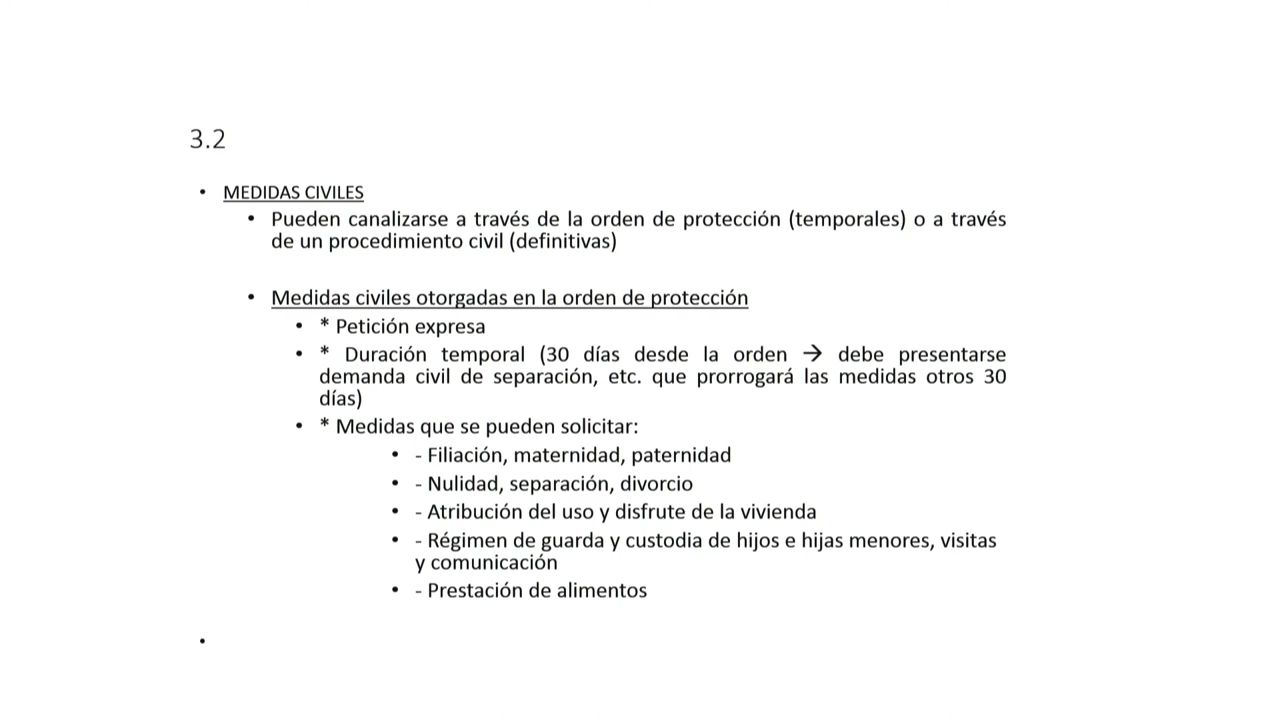 3.2
• MEDIDAS CIVILES
• Pueden canalizarse a través de la orden de protección (temporales) o a través
de un procedimiento civil (definitivas)
• Medidas civiles otorgadas en la orden de protección
• * Petición expresa
• * Duración temporal (30 días desde la orden → debe presentarse
demanda civil de separación, etc. que prorrogará las medidas otros 30
días)
• * Medidas que se pueden solicitar:
• - Filiación, maternidad, paternidad
• - Nulidad, separación, divorcio
• - Atribución del uso y disfrute de la vivienda
• - Régimen de guarda y custodia de hijos e hijas menores, visitas
y comunicación
• - Prestación de alimentos
•